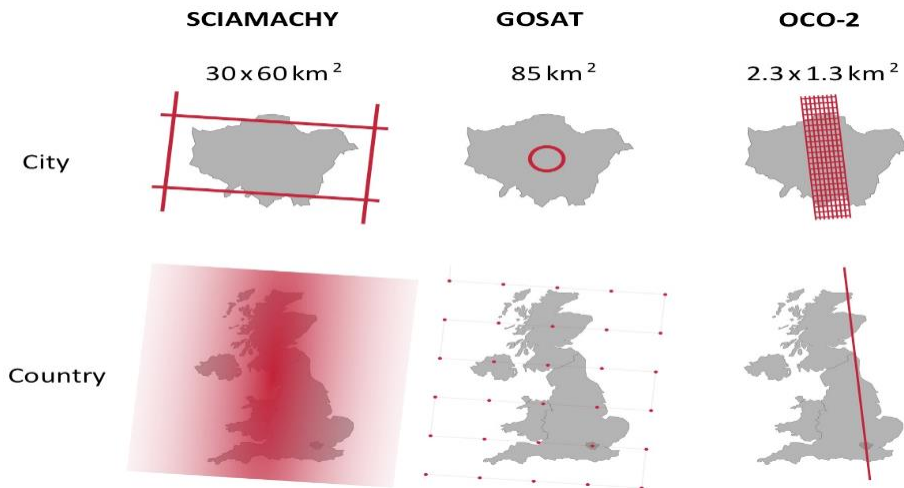 SCIAMACHY GOSAT OCO-2
30 x 60 km² 85 km² 2.3 x 1.3 km²
City
Country